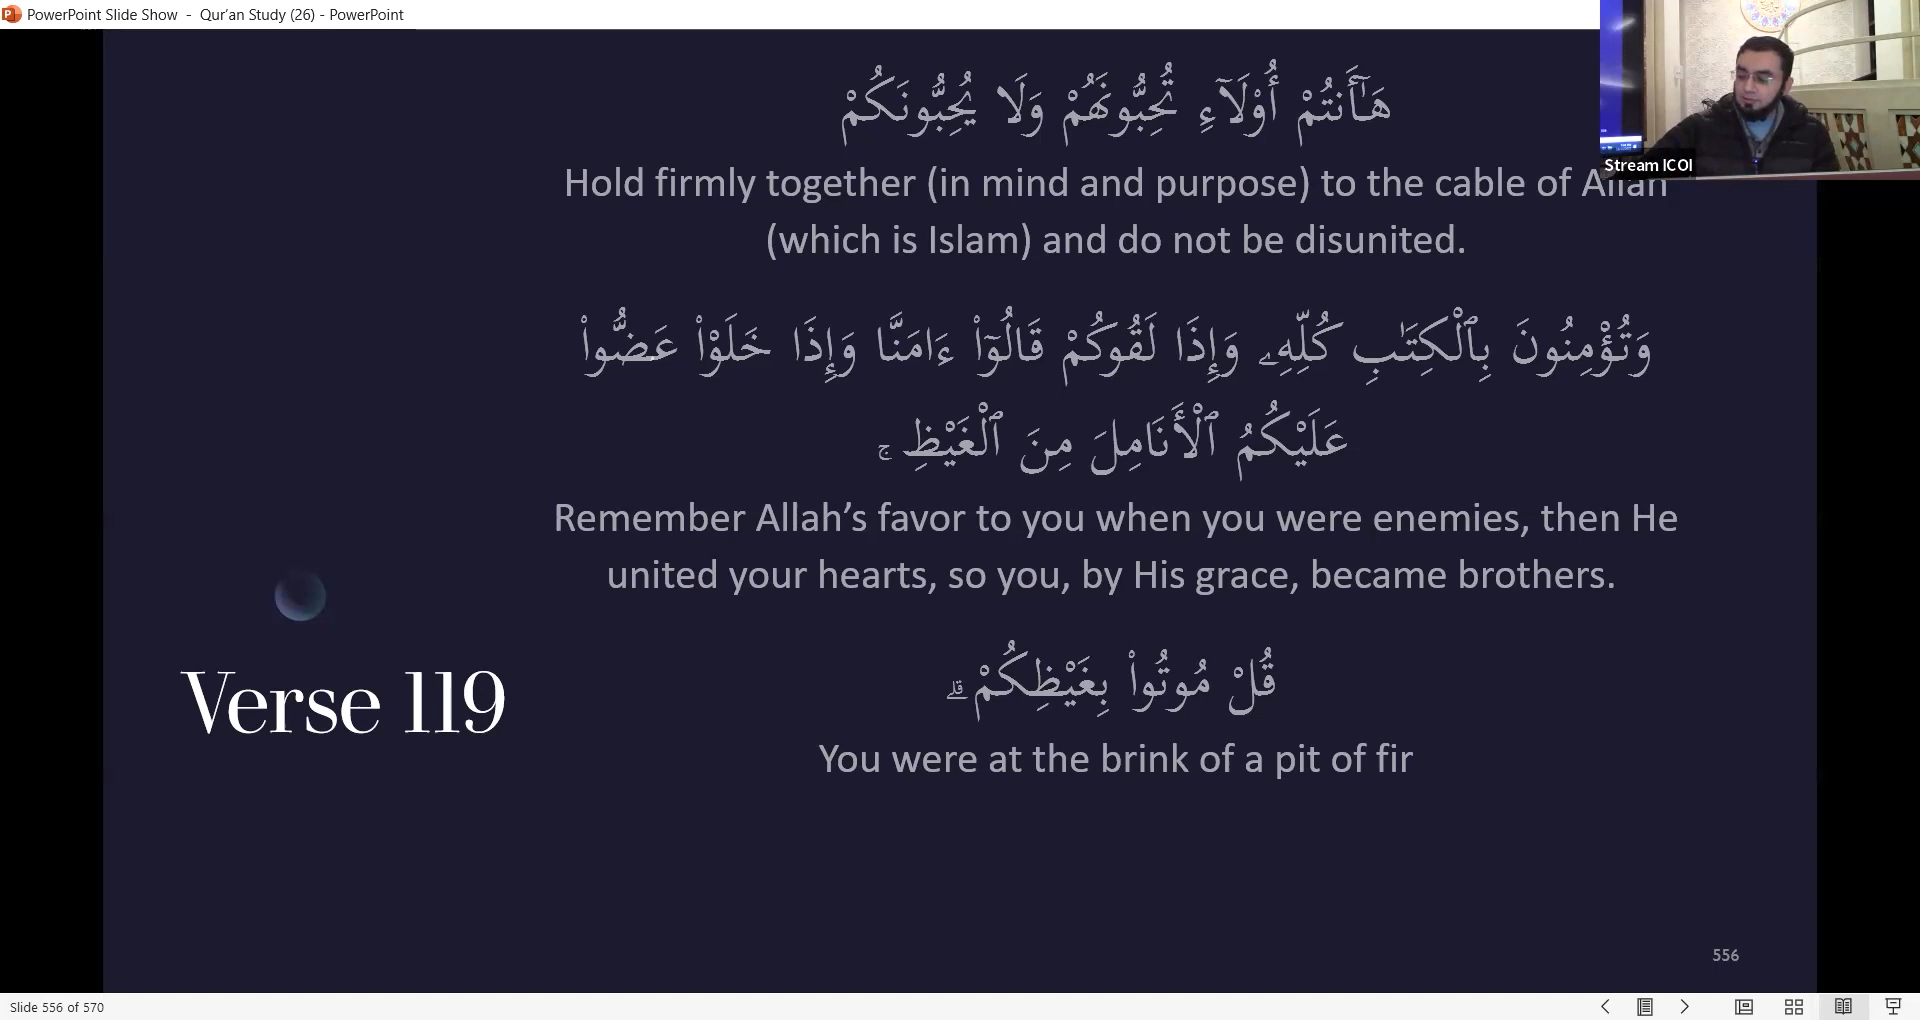 PowerPoint Slide Show - Qur'an Study (26) - PowerPoint
Stream ICOI
هَـٰٓأَنتُمْ أُو۟لَآءِ تُحِبُّونَهُمْ وَلَا يُحِبُّونَكُمْ
Hold firmly together (in mind and purpose) to the cable of Allah
(which is Islam) and do not be disunited.
وَتُؤْمِنُونَ بِٱلْكِتَـٰبِ كُلِّهِۦ وَإِذَا لَقُوكُمْ قَالُوٓا۟ ءَامَنَّا وَإِذَا خَلَوْا۟ عَضُّوا۟
عَلَيْكُمُ ٱلْأَنَامِلَ مِنَ ٱلْغَيْظِ ۚ
Remember Allah’s favor to you when you were enemies, then He
united your hearts, so you, by His grace, became brothers.
Verse 119
قُلْ مُوتُوا۟ بِغَيْظِكُمْ ۗ
You were at the brink of a pit of fir
556
Slide 556 of 570